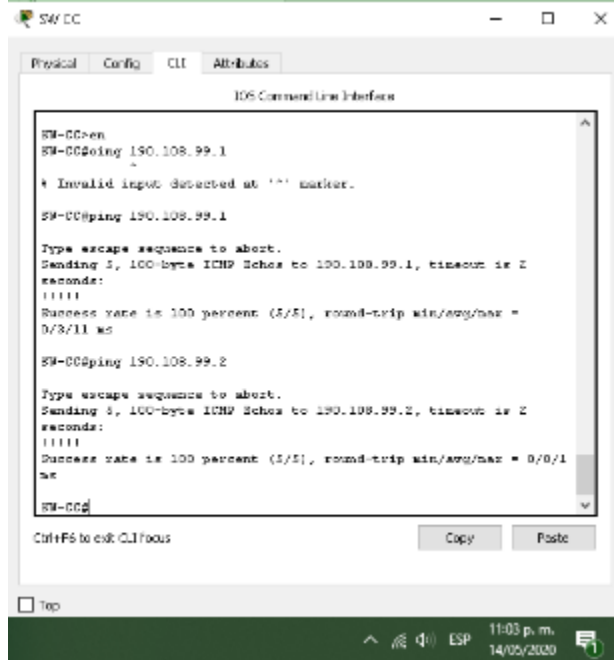 SW CC
Physical Config CLI Attributes
IOS Command Line Interface
SW-CC>en
SW-CC#oing 190.108.99.1
^
% Invalid input detected at '^' marker.
SW-CC#ping 190.108.99.1
Type escape sequence to abort.
Sending 5, 100-byte ICMP Echos to 190.108.99.1, timeout is 2
seconds:
!!!!!
Success rate is 100 percent (5/5), round-trip min/avg/max =
0/3/11 ms
SW-CC#ping 190.108.99.2
Type escape sequence to abort.
Sending 5, 100-byte ICMP Echos to 190.108.99.2, timeout is 2
seconds:
!!!!!
Success rate is 100 percent (5/5), round-trip min/avg/max = 0/0/1
ms
SW-CC#
Ctrl+F6 to exit CLI focus
Copy Paste
Top
ESP 11:03 p. m.
14/05/2020
1